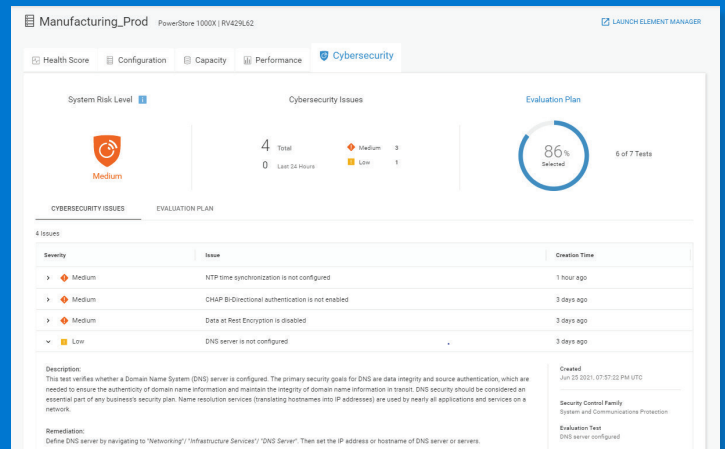 Manufacturing_Prod PowerStore 1000X | RV429L62 LAUNCH ELEMENT MANAGER
Health Score Configuration Capacity Performance Cybersecurity
System Risk Level Cybersecurity Issues Evaluation Plan
Medium
4 Total
0 Last 24 Hours
Medium 3
Low 1
86%
Selected
6 of 7 Tests
CYBERSECURITY ISSUES EVALUATION PLAN
4 Issues
Severity Issue Creation Time
Medium NTP time synchronization is not configured 1 hour ago
Medium CHAP Bi-Directional authentication is not enabled 3 days ago
Medium Data at Rest Encryption is disabled 3 days ago
Low DNS server is not configured 3 days ago
Description:
This test verifies whether a Domain Name System (DNS) server is configured. The primary security goals for DNS are data integrity and source authentication, which are
needed to ensure the authenticity of domain name information and maintain the integrity of domain name information in transit. DNS security should be considered an
essential part of any business's security plan. Name resolution services (translating hostnames into IP addresses) are used by nearly all applications and services on a
network.
Remediation:
Define DNS server by navigating to "Networking"/ "Infrastructure Services"/ "DNS Server". Then set the IP address or hostname of DNS server or servers.
Created
Jun 25 2021, 07:57:22 PM UTC
Security Control Family
System and Communications Protection
Evaluation Test
DNS server configured